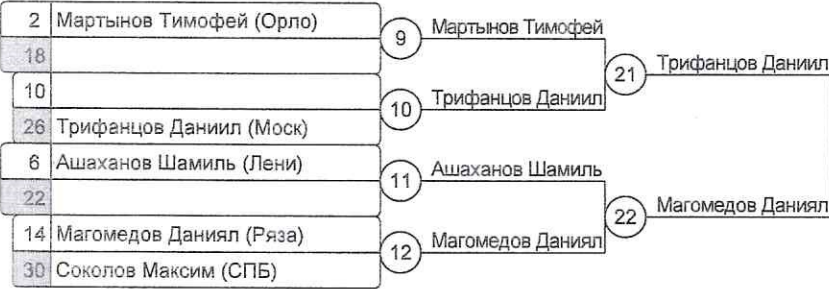 2 Мартынов Тимофей (Орло)
18
9 Мартынов Тимофей
21 Трифанцов Даниил
10
26 Трифанцов Даниил (Моск)
10 Трифанцов Даниил
6 Ашаханов Шамиль (Лени)
22
11 Ашаханов Шамиль
22 Магомедов Даниял
14 Магомедов Даниял (Ряза)
30 Соколов Максим (СПБ)
12 Магомедов Даниял